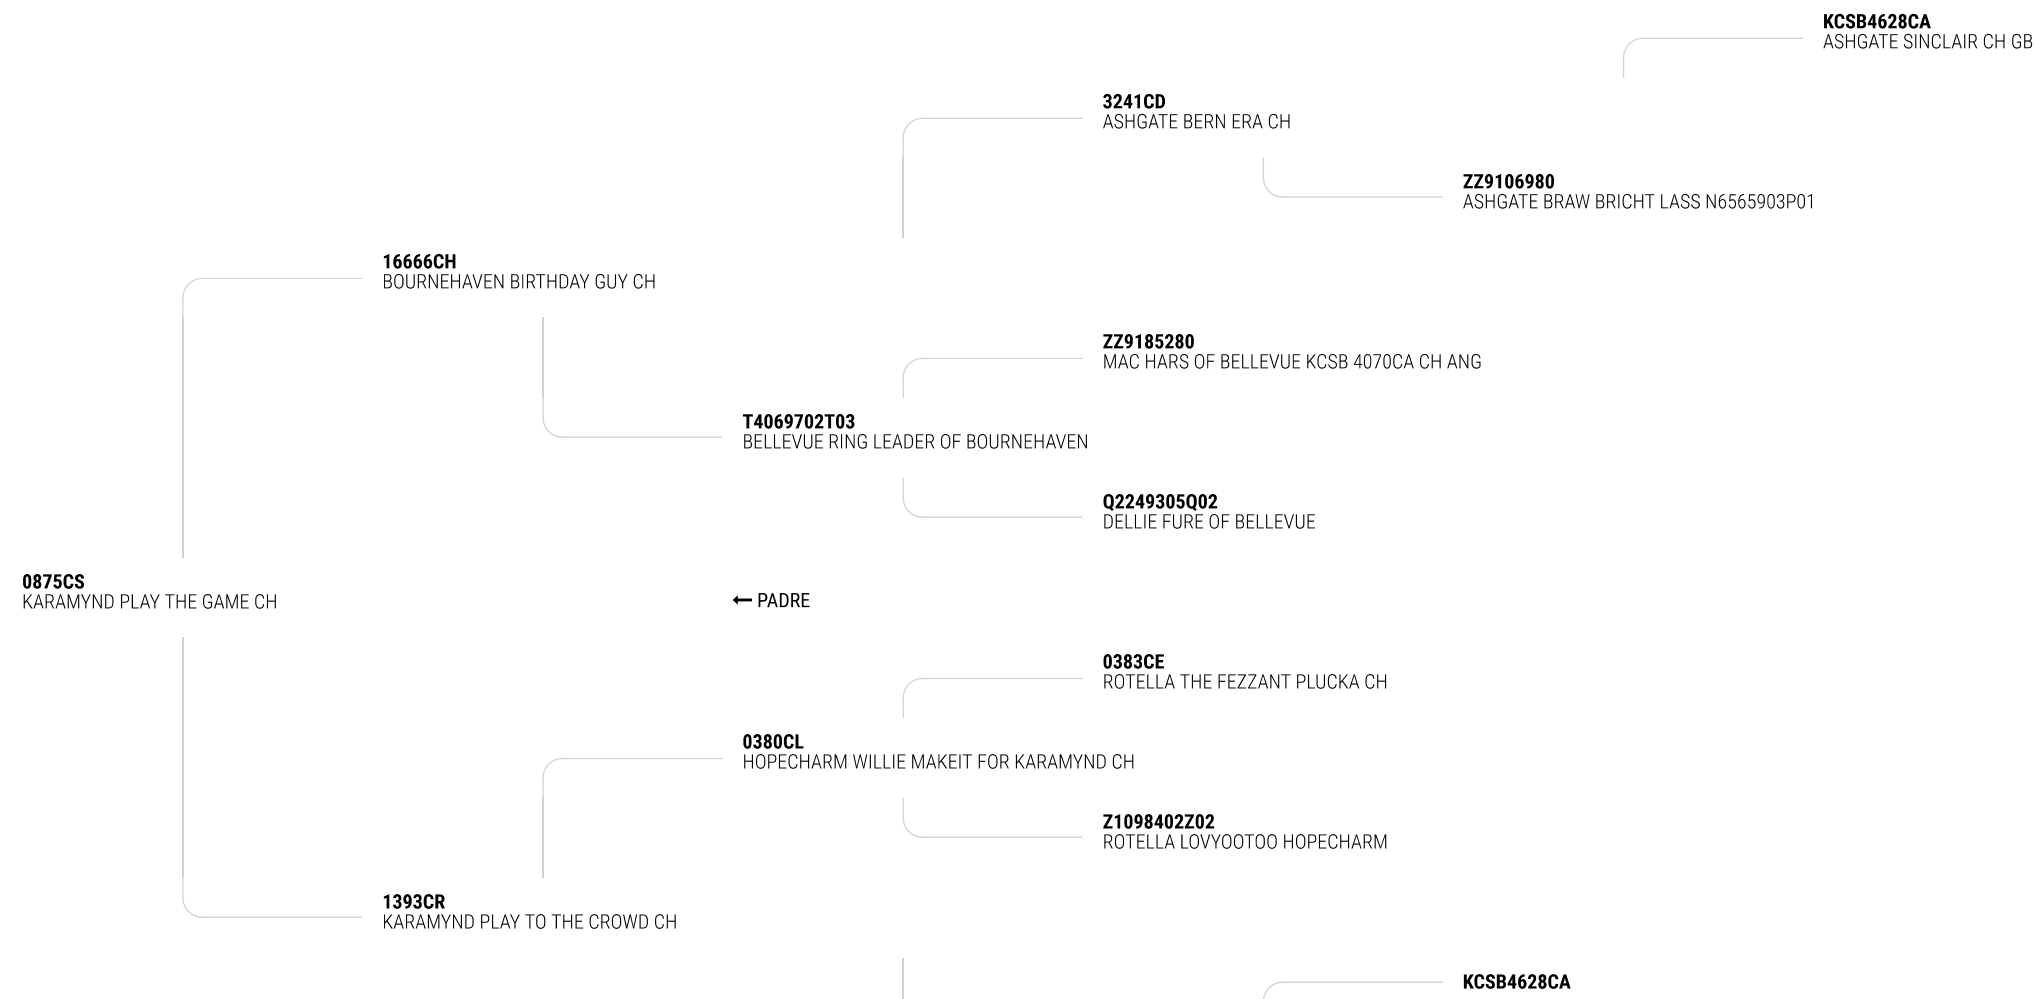 KCSB4628CA
ASHGATE SINCLAIR CH GB
3241CD
ASHGATE BERN ERA CH
ZZ9106980
ASHGATE BRAW BRICHT LASS N6565903P01
16666CH
BOURNEHAVEN BIRTHDAY GUY CH
ZZ9185280
MAC HARS OF BELLEVUE KCSB 4070CA CH ANG
T4069702T03
BELLEVUE RING LEADER OF BOURNEHAVEN
Q2249305Q02
DELLIE FURE OF BELLEVUE
0875CS
KARAMYND PLAY THE GAME CH
PADRE
0383CE
ROTELLA THE FEZZANT PLUCKA CH
0380CL
HOPECHARM WILLIE MAKEIT FOR KARAMYND CH
Z1098402Z02
ROTELLA LOVYOOTOO HOPECHARM
1393CR
KARAMYND PLAY TO THE CROWD CH
KCSB4628CA